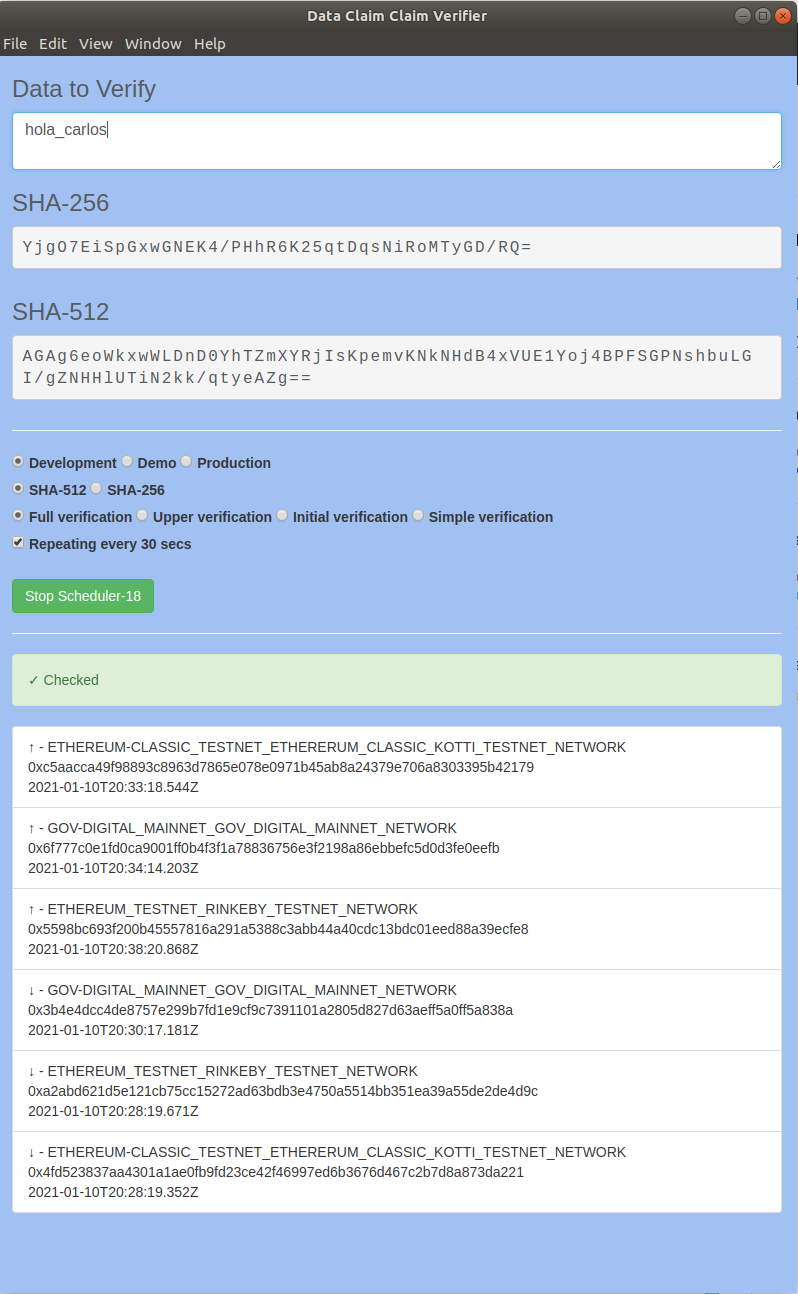 Data Claim Claim Verifier
File Edit View Window Help
Data to Verify
hola_carlos
SHA-256
YjgO7EiSpGxwGNEK4/PHhR6K25qtDqsNiRoMTyGD/RQ=
SHA-512
AGAg6eoWkxwWLDnD0YhTZmXYRjIsKpemvKNkNHdB4xVUE1Yoj4BPFSGPNshbuLG
I/gZNHHlUTiN2kk/qtyeAZg==
Development Demo Production
SHA-512 SHA-256
Full verification Upper verification Initial verification Simple verification
Repeating every 30 secs
Stop Scheduler-18
✓ Checked
↑ - ETHEREUM-CLASSIC_TESTNET_ETHERERUM_CLASSIC_KOTTI_TESTNET_NETWORK
0xc5aacca49f98893c8963d7865e078e0971b45ab8a24379e706a8303395b42179
2021-01-10T20:33:18.544Z
↑ - GOV-DIGITAL_MAINNET_GOV_DIGITAL_MAINNET_NETWORK
0x6f777c0e1fd0ca9001ff0b4f3f1a78836756e3f2198a86ebbefc5d0d3fe0eefb
2021-01-10T20:34:14.203Z
↑ - ETHEREUM_TESTNET_RINKEBY_TESTNET_NETWORK
0x5598bc693f200b45557816a291a5388c3abb44a40cdc13bdc01eed88a39ecfe8
2021-01-10T20:38:20.868Z
↓ - GOV-DIGITAL_MAINNET_GOV_DIGITAL_MAINNET_NETWORK
0x3b4e4dcc4de8757e299b7fd1e9cf9c7391101a2805d827d63aeff5a0ff5a838a
2021-01-10T20:30:17.181Z
↓ - ETHEREUM_TESTNET_RINKEBY_TESTNET_NETWORK
0xa2abd621d5e121cb75cc15272ad63bdb3e4750a5514bb351ea39a55de2de4d9c
2021-01-10T20:28:19.671Z
↓ - ETHEREUM-CLASSIC_TESTNET_ETHERERUM_CLASSIC_KOTTI_TESTNET_NETWORK
0x4fd523837aa4301a1ae0fb9fd23ce42f46997ed6b3676d467c2b7d8a873da221
2021-01-10T20:28:19.352Z